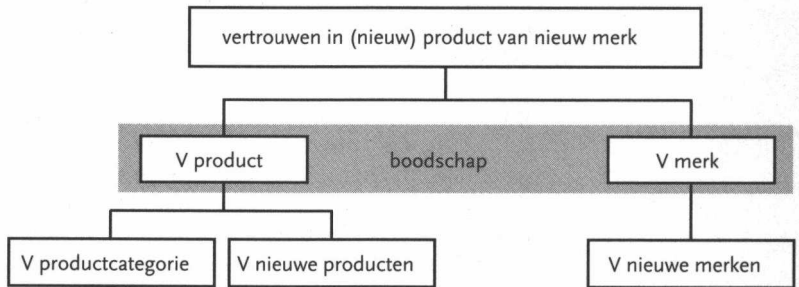 vertrouwen in (nieuw) product van nieuw merk
V product
boodschap
V merk
V productcategorie
V nieuwe producten
V nieuwe merken